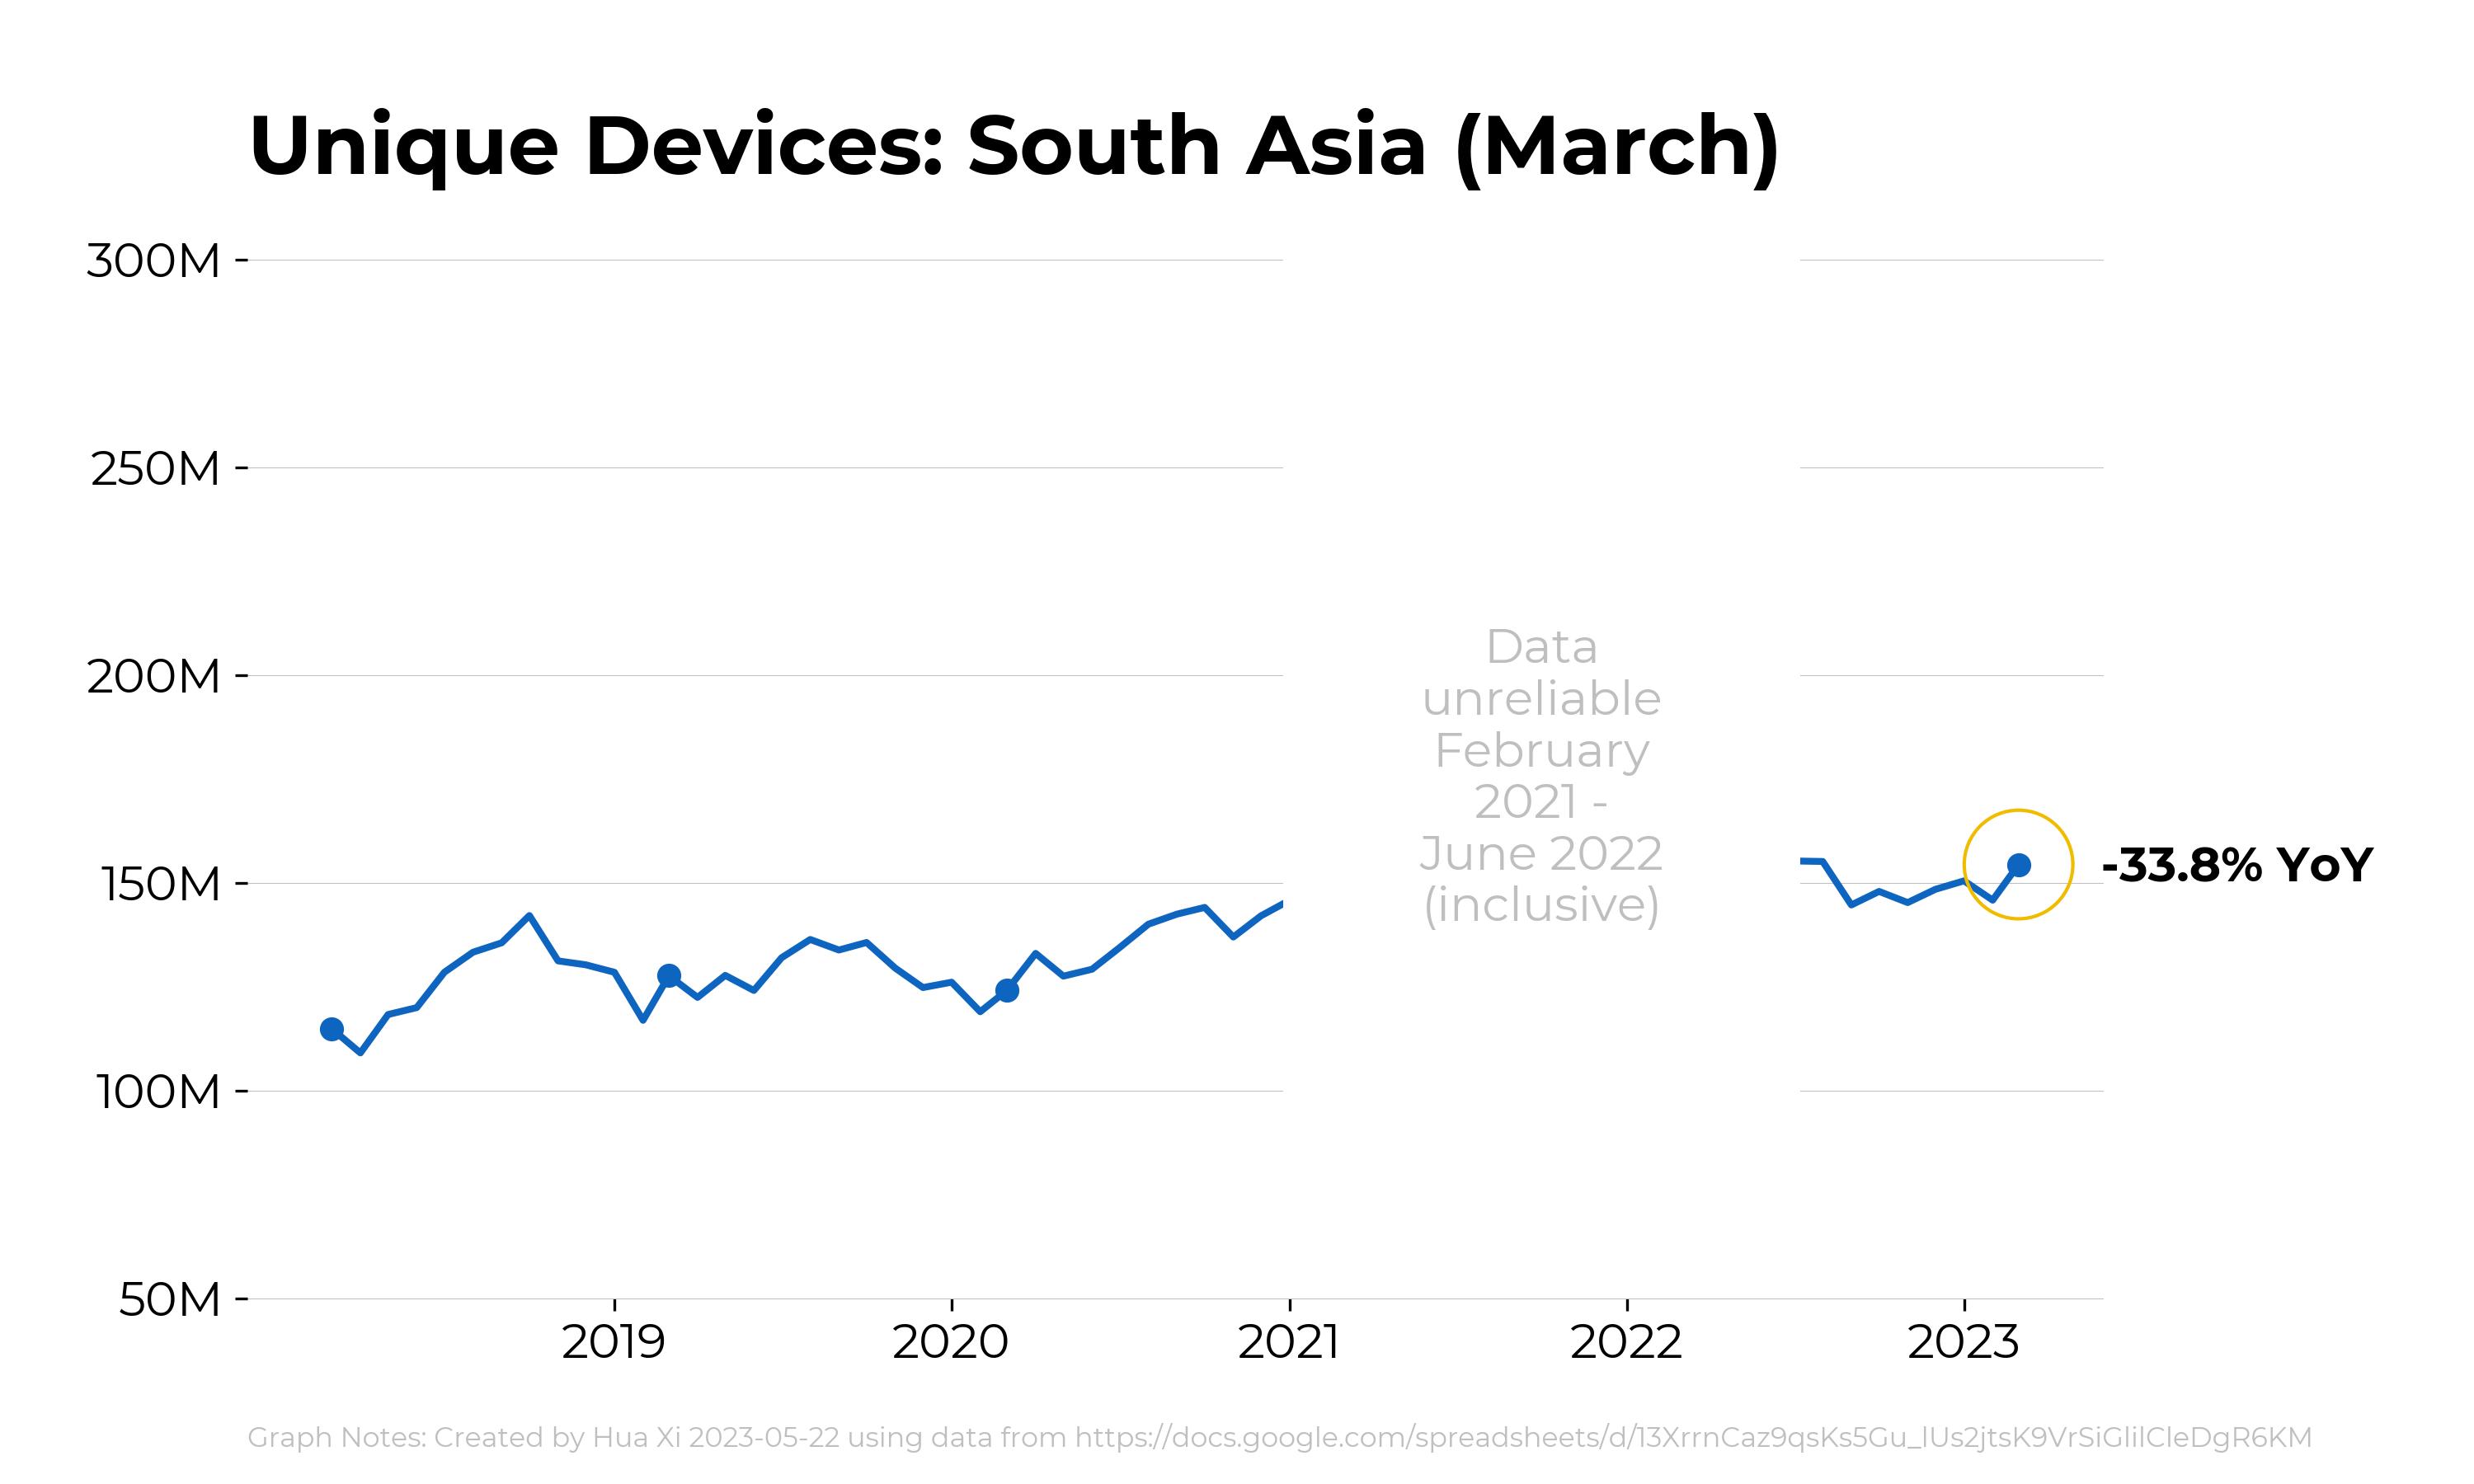 Unique Devices: South Asia (March)
300M
250M
200M
150M
100M
50M
Data
unreliable
February
2021 -
June 2022
(inclusive)
-33.8% YoY
2019
2020
2021
2022
2023
Graph Notes: Created by Hua Xi 2023-05-22 using data from https://docs.google.com/spreadsheets/d/13XrrnCaz9qsKs5Gu_lUs2jtsK9VrSiGlilCleDgR6KM